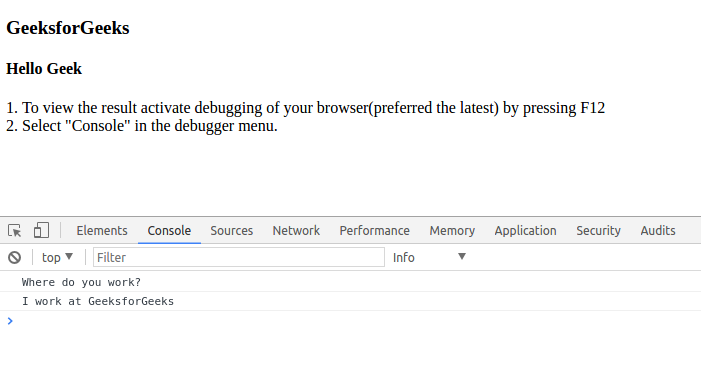 GeeksforGeeks
Hello Geek
1. To view the result activate debugging of your browser(preferred the latest) by pressing F12
2. Select "Console" in the debugger menu.
Elements Console Sources Network Performance Memory Application Security Audits
top Filter Info
Where do you work?
I work at GeeksforGeeks